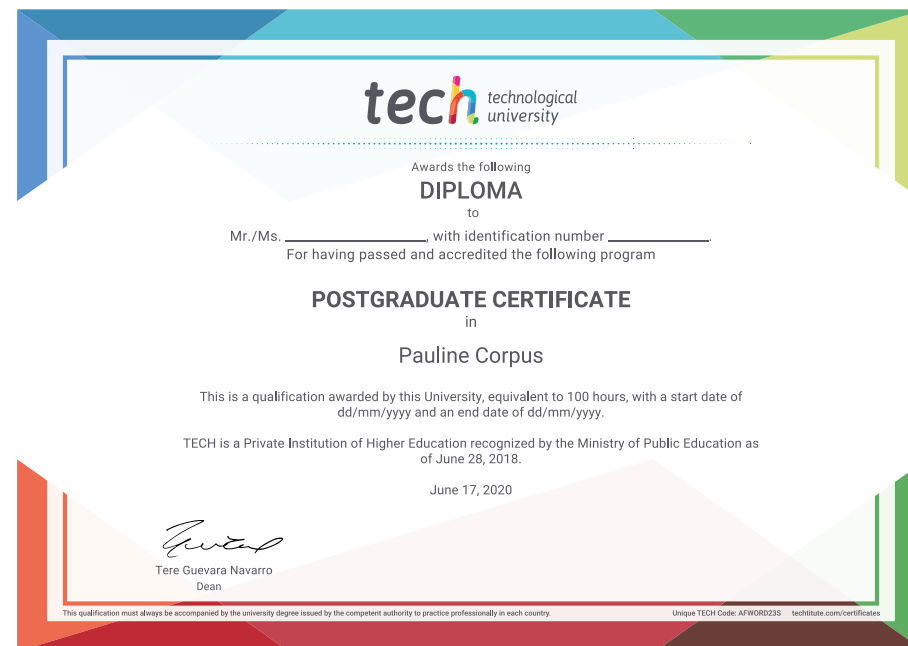 tech technological university
Awards the following
DIPLOMA
to
Mr./Ms. ____________________, with identification number ______________.
For having passed and accredited the following program
POSTGRADUATE CERTIFICATE
in
Pauline Corpus
This is a qualification awarded by this University, equivalent to 100 hours, with a start date of
dd/mm/yyyy and an end date of dd/mm/yyyy.
TECH is a Private Institution of Higher Education recognized by the Ministry of Public Education as
of June 28, 2018.
June 17, 2020
Tere Guevara Navarro
Dean
This qualification must always be accompanied by the university degree issued by the competent authority to practice professionally in each country. Unique TECH Code: AFWORD23S techtitute.com/certificates